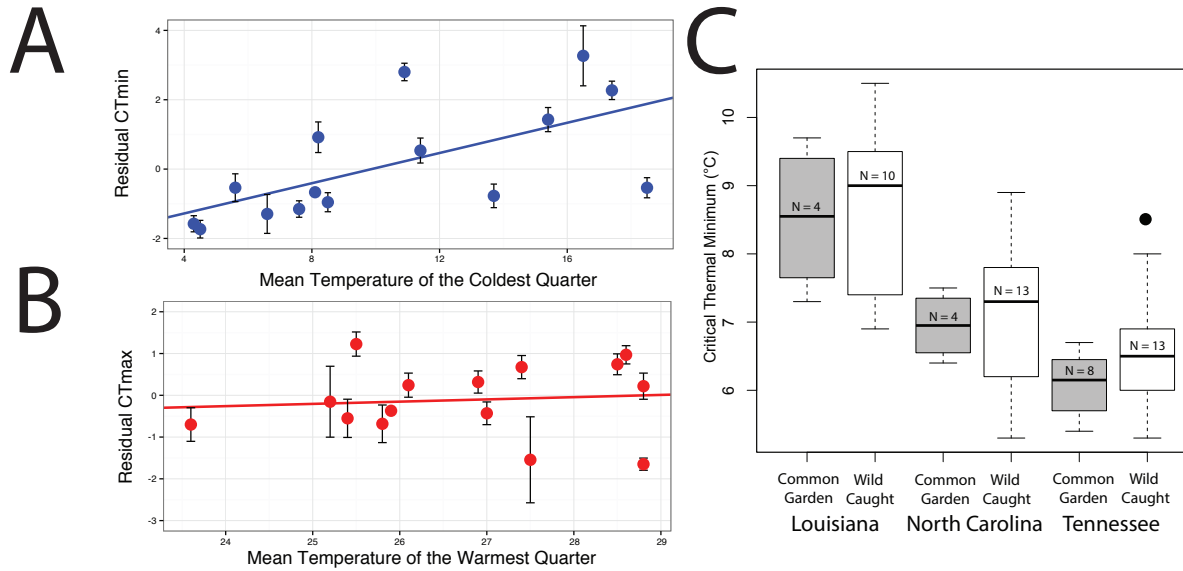 A
Residual CTmin
4
2
0
-2
4
8
12
16
Mean Temperature of the Coldest Quarter
B
Residual CTmax
2
1
0
-1
-2
-3
24
25
26
27
28
29
Mean Temperature of the Warmest Quarter
C
Critical Thermal Minimum (°C)
10
9
8
7
6
N = 4
N = 10
N = 4
N = 13
N = 8
N = 13
Common Garden
Wild Caught
Common Garden
Wild Caught
Common Garden
Wild Caught
Louisiana
North Carolina
Tennessee